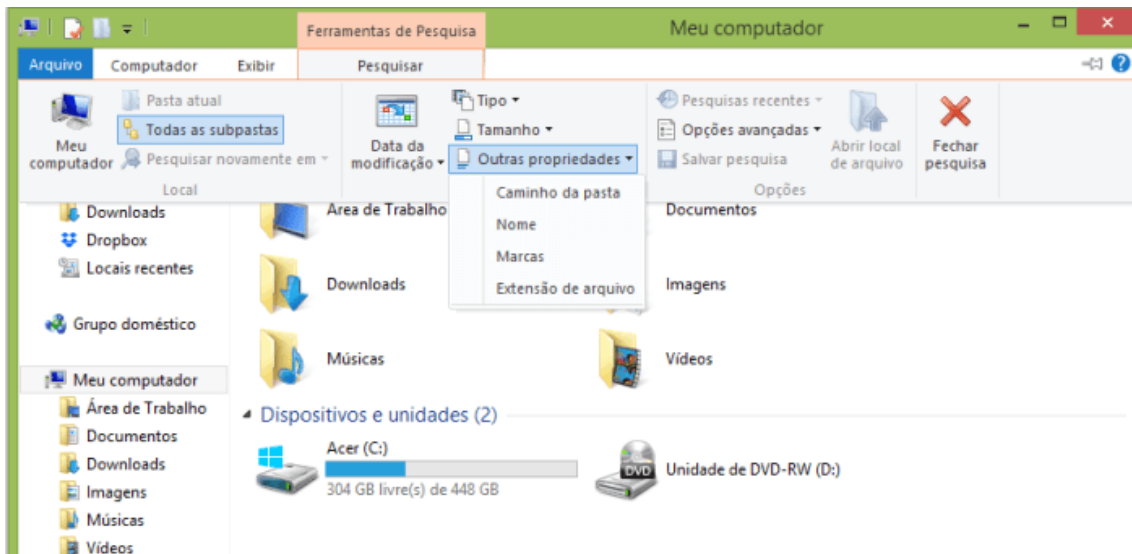 Ferramentas de Pesquisa
Meu computador
Arquivo
Computador
Exibir
Pesquisar
Meu computador
Pasta atual
Todas as subpastas
Pesquisar novamente em
Local
Data da modificação
Tipo
Tamanho
Outras propriedades
Caminho da pasta
Nome
Marcas
Extensão de arquivo
Pesquisas recentes
Opções avançadas
Salvar pesquisa
Abrir local de arquivo
Opções
Fechar pesquisa
Downloads
Dropbox
Locais recentes
Grupo doméstico
Meu computador
Área de Trabalho
Documentos
Downloads
Imagens
Músicas
Vídeos
Área de Trabalho
Documentos
Downloads
Imagens
Músicas
Vídeos
Dispositivos e unidades (2)
Acer (C:)
304 GB livre(s) de 448 GB
DVD
Unidade de DVD-RW (D:)